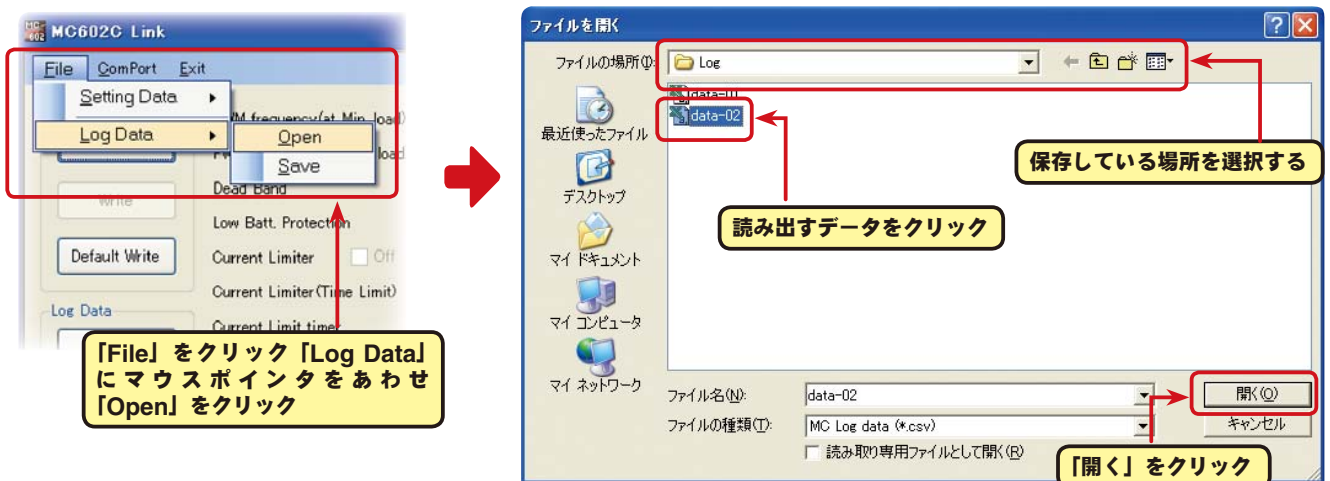 MC602C Link
File ComPort Exit
Setting Data
Log Data
Open
Save
PWM frequency(at Min. load)
load
Write
Dead Band
Low Batt. Protection
Default Write
Current Limiter
Off
Current Limiter(Time Limit)
Log Data
Current Limit timer
「File」をクリック「Log Data」
にマウスポインタをあわせ
「Open」をクリック
ファイルを開く
ファイルの場所(I):
Log
data-01
data-02
最近使ったファイル
デスクトップ
マイ ドキュメント
マイ コンピュータ
マイ ネットワーク
保存している場所を選択する
読み出すデータをクリック
ファイル名(N):
data-02
開く(O)
ファイルの種類(T):
MC Log data (*.csv)
キャンセル
読み取り専用ファイルとして開く(R)
「開く」をクリック